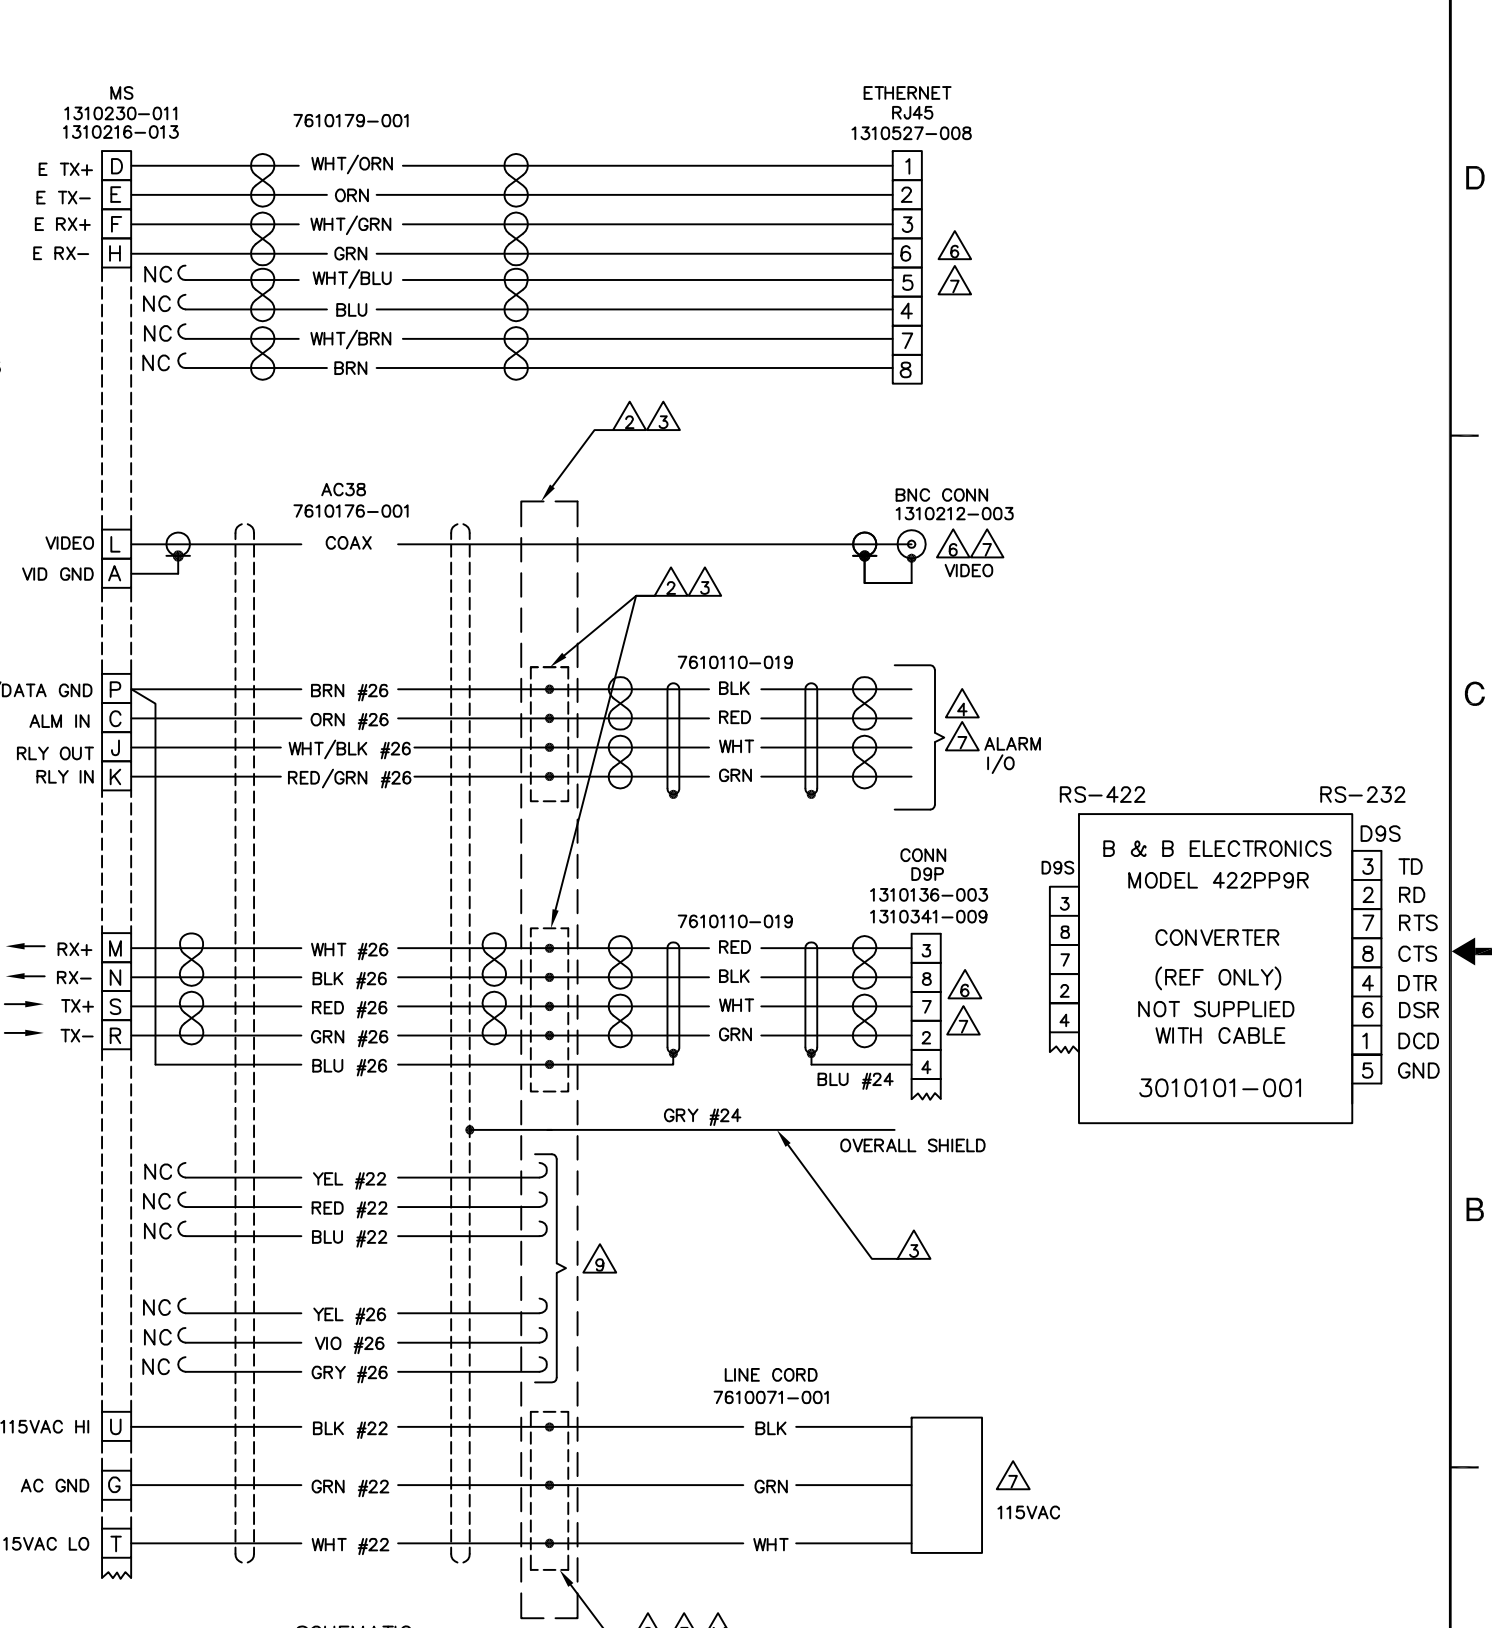 MS
1310230-011
1310216-013
7610179-001
ETHERNET
RJ45
1310527-008
D
E TX+ D WHT/ORN 1
E TX- E ORN 2
E RX+ F WHT/GRN 3
E RX- H GRN 6 6
NC WHT/BLU 5 7
NC BLU 4
NC WHT/BRN 7
NC BRN 8
2 3
AC38
7610176-001
BNC CONN
1310212-003
VIDEO L COAX 6 7
VID GND A VIDEO
2 3
7610110-019
C
/DATA GND P BRN #26 BLK
ALM IN C ORN #26 RED 4
RLY OUT J WHT/BLK #26 WHT 7 ALARM
RLY IN K RED/GRN #26 GRN I/O
CONN
D9P
1310136-003
1310341-009
7610110-019
RX+ M WHT #26 RED 3
RX- N BLK #26 BLK 8 6
TX+ S RED #26 WHT 7
TX- R GRN #26 GRN 2 7
BLU #26 4
BLU #24
RS-422 RS-232
D9S
D9S
3
8
7
2
4
B & B ELECTRONICS
MODEL 422PP9R
CONVERTER
(REF ONLY)
NOT SUPPLIED
WITH CABLE
3010101-001
3 TD
2 RD
7 RTS
8 CTS
4 DTR
6 DSR
1 DCD
5 GND
GRY #24
OVERALL SHIELD
B
NC YEL #22
NC RED #22
NC BLU #22
3
9
NC YEL #26
NC VIO #26
NC GRY #26
LINE CORD
7610071-001
115VAC HI U BLK #22 BLK
AC GND G GRN #22 GRN 7
115VAC
15VAC LO T WHT #22 WHT